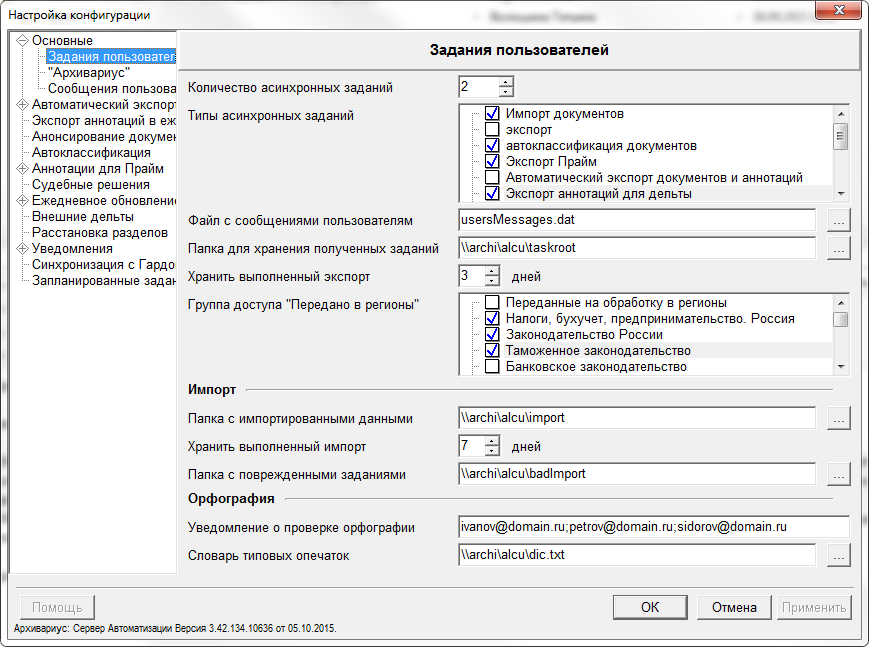 Настройка конфигурации
Основные
Задания пользовател
"Архивариус"
Сообщения пользова
Автоматический экспорт
Экспорт аннотаций в еж
Анонсирование докумен
Автоклассификация
Аннотации для Прайм
Судебные решения
Ежедневное обновление
Внешние дельты
Расстановка разделов
Уведомления
Синхронизация с Гардо
Запланированные задан
Задания пользователей
Количество асинхронных заданий
2
Типы асинхронных заданий
Импорт документов
экспорт
автоклассификация документов
Экспорт Прайм
Автоматический экспорт документов и аннотаций
Экспорт аннотаций для дельты
Файл с сообщениями пользователям
usersMessages.dat
...
Папка для хранения полученных заданий
\\archi\alcu\taskroot
...
Хранить выполненный экспорт
3
дней
Группа доступа "Передано в регионы"
Переданные на обработку в регионы
Налоги, бухучет, предпринимательство. Россия
Законодательство России
Таможенное законодательство
Банковское законодательство
Импорт
Папка с импортированными данными
\\archi\alcu\import
...
Хранить выполненный импорт
7
дней
Папка с поврежденными заданиями
\\archi\alcu\badImport
...
Орфография
Уведомление о проверке орфографии
ivanov@domain.ru;petrov@domain.ru;sidorov@domain.ru
Словарь типовых опечаток
\\archi\alcu\dic.txt
...
Помощь
OK
Отмена
Применить
Архивариус: Сервер Автоматизации Версия 3.42.134.10636 от 05.10.2015.